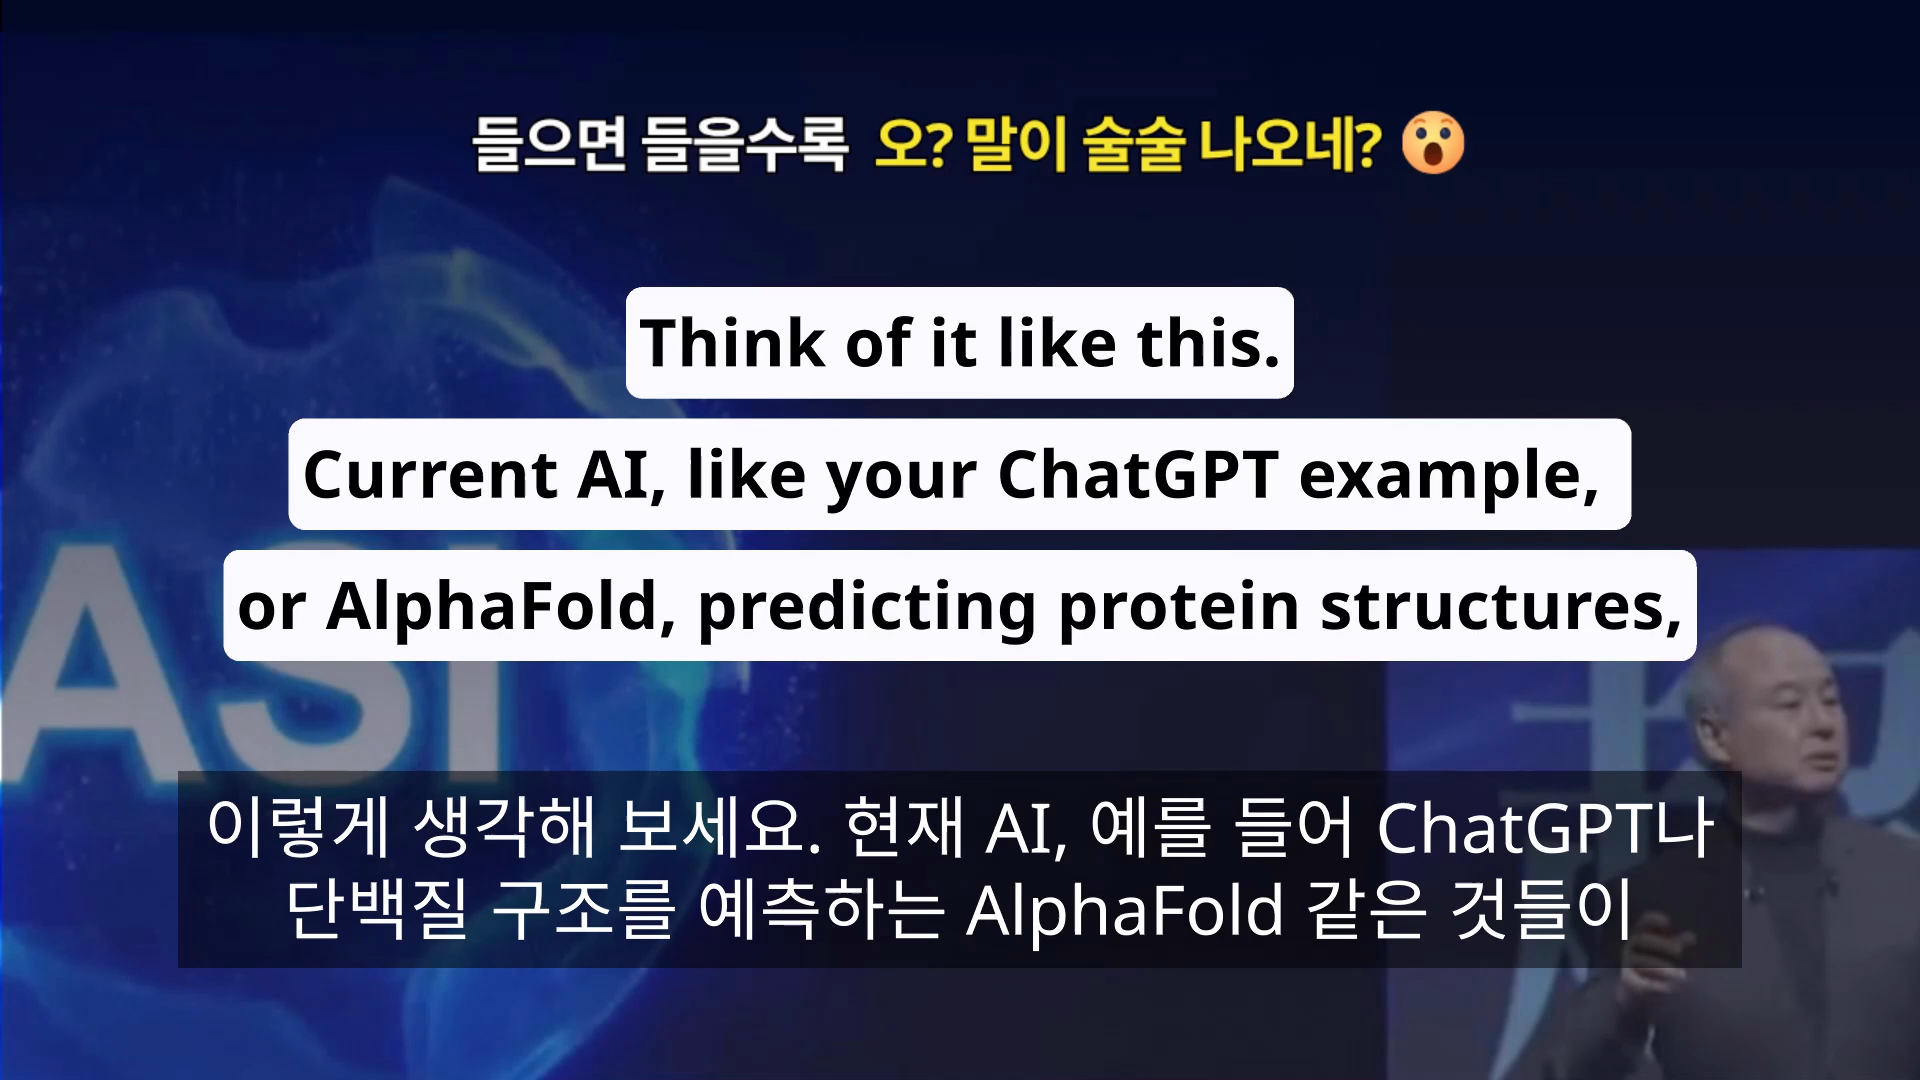 들으면 들을수록 오? 말이 술술 나오네? 😮
Think of it like this.
Current AI, like your ChatGPT example,
or AlphaFold, predicting protein structures,
ASI
이렇게 생각해 보세요. 현재 AI, 예를 들어 ChatGPT나
단백질 구조를 예측하는 AlphaFold 같은 것들이